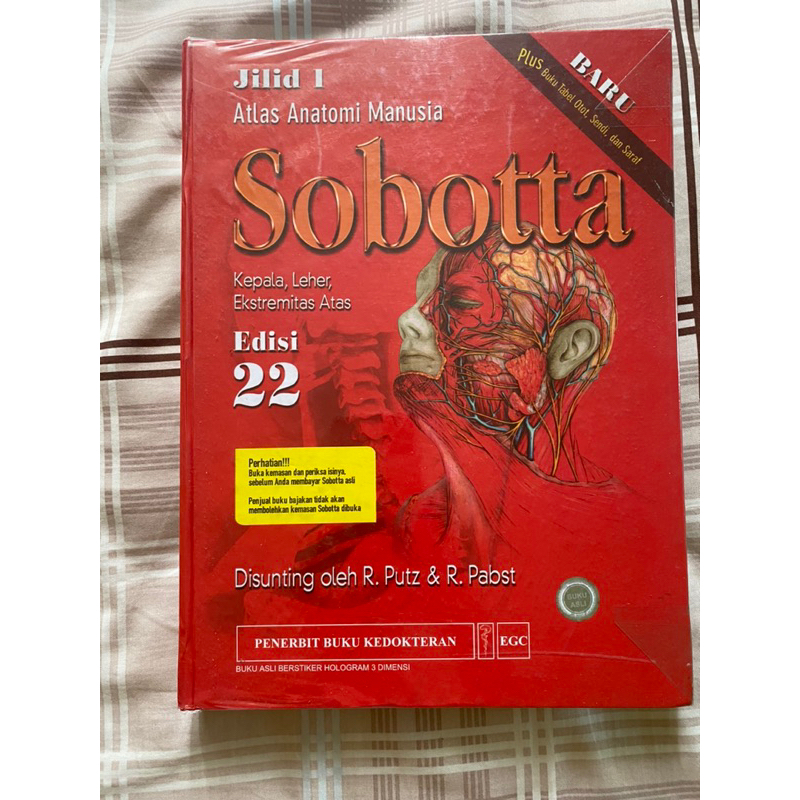 Jilid 1
Atlas Anatomi Manusia
BARU
Plus Buku Tabel Otot, Sendi, dan Saraf
Sobotta
Kepala, Leher,
Ekstremitas Atas
Edisi
22
Perhatian!!!
Buka kemasan dan periksa isinya,
sebelum Anda membayar Sobotta asli
Penjual buku bajakan tidak akan
membolehkan kemasan Sobotta dibuka
Disunting oleh R. Putz & R. Pabst
BUKU
ASLI
PENERBIT BUKU KEDOKTERAN EGC
BUKU ASLI BERSTIKER HOLOGRAM 3 DIMENSI